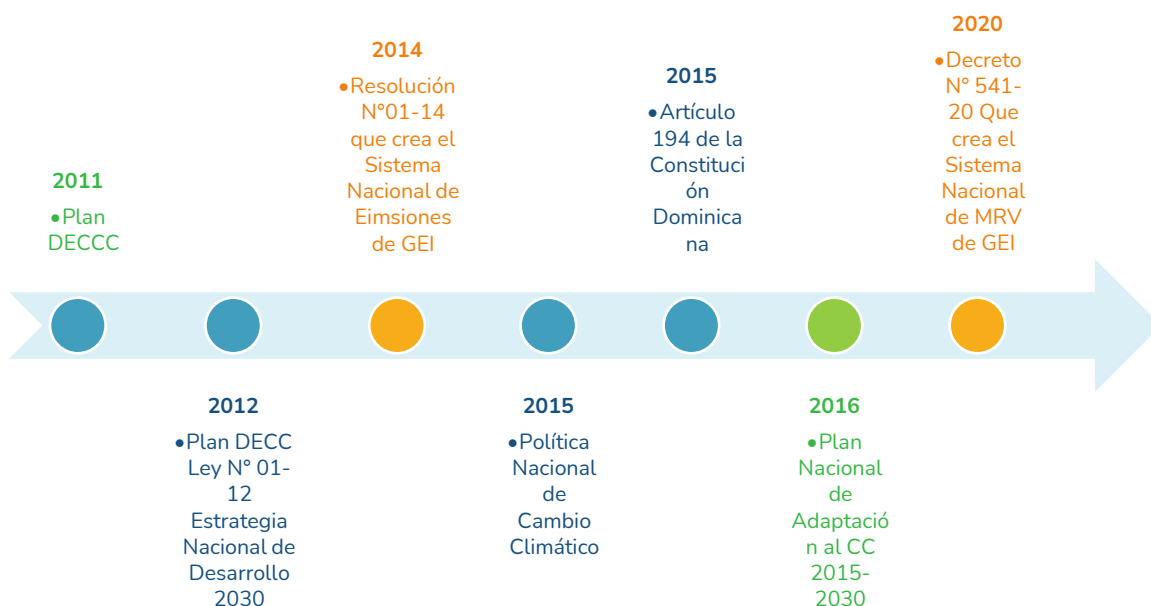 2011
•Plan
DECCC
2012
•Plan DECC
Ley N° 01-
12
Estrategia
Nacional de
Desarrollo
2030
2014
•Resolución
N°01-14
que crea el
Sistema
Nacional de
Eimsiones
de GEI
2015
•Política
Nacional
de
Cambio
Climático
2015
•Artículo
194 de la
Constituci
ón
Dominica
na
2016
•Plan
Nacional
de
Adaptació
n al CC
2015-
2030
2020
•Decreto
N° 541-
20 Que
crea el
Sistema
Nacional
de MRV
de GEI